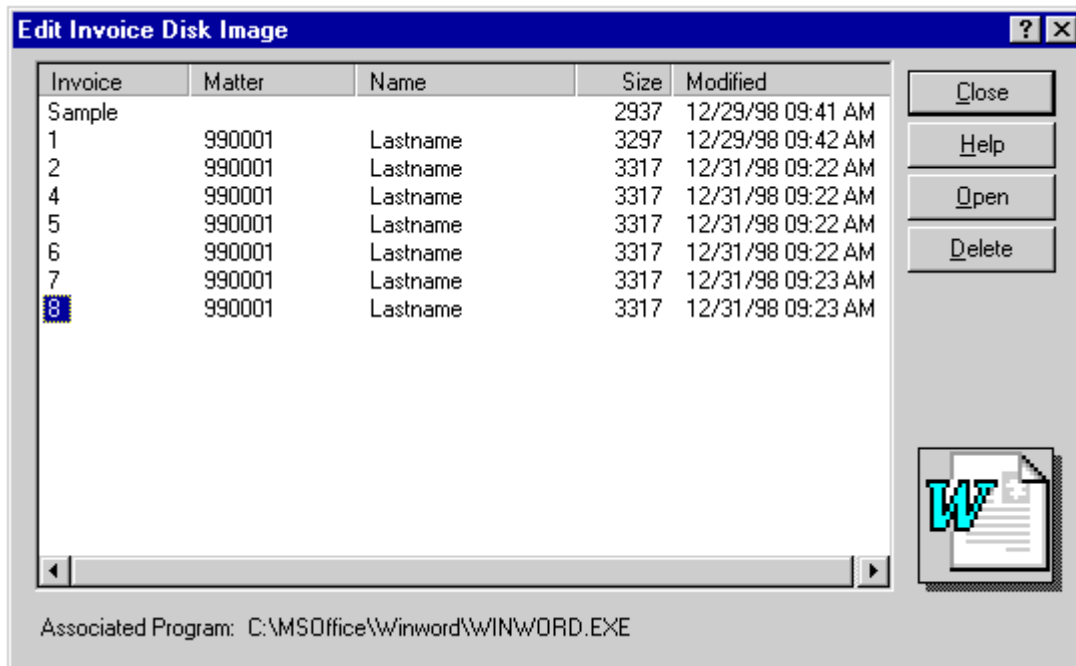 Edit Invoice Disk Image ? X
Invoice Matter Name Size Modified
Sample 2937 12/29/98 09:41 AM
1 990001 Lastname 3297 12/29/98 09:42 AM
2 990001 Lastname 3317 12/31/98 09:22 AM
4 990001 Lastname 3317 12/31/98 09:22 AM
5 990001 Lastname 3317 12/31/98 09:22 AM
6 990001 Lastname 3317 12/31/98 09:22 AM
7 990001 Lastname 3317 12/31/98 09:23 AM
8 990001 Lastname 3317 12/31/98 09:23 AM
Close
Help
Open
Delete
W
Associated Program: C:\MSOffice\Winword\WINWORD.EXE